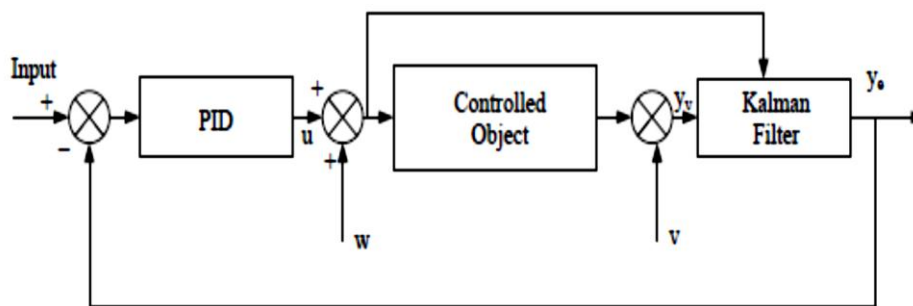 Input
+
−
PID
u
+
+
w
Controlled
Object
v
yv
Kalman
Filter
ye